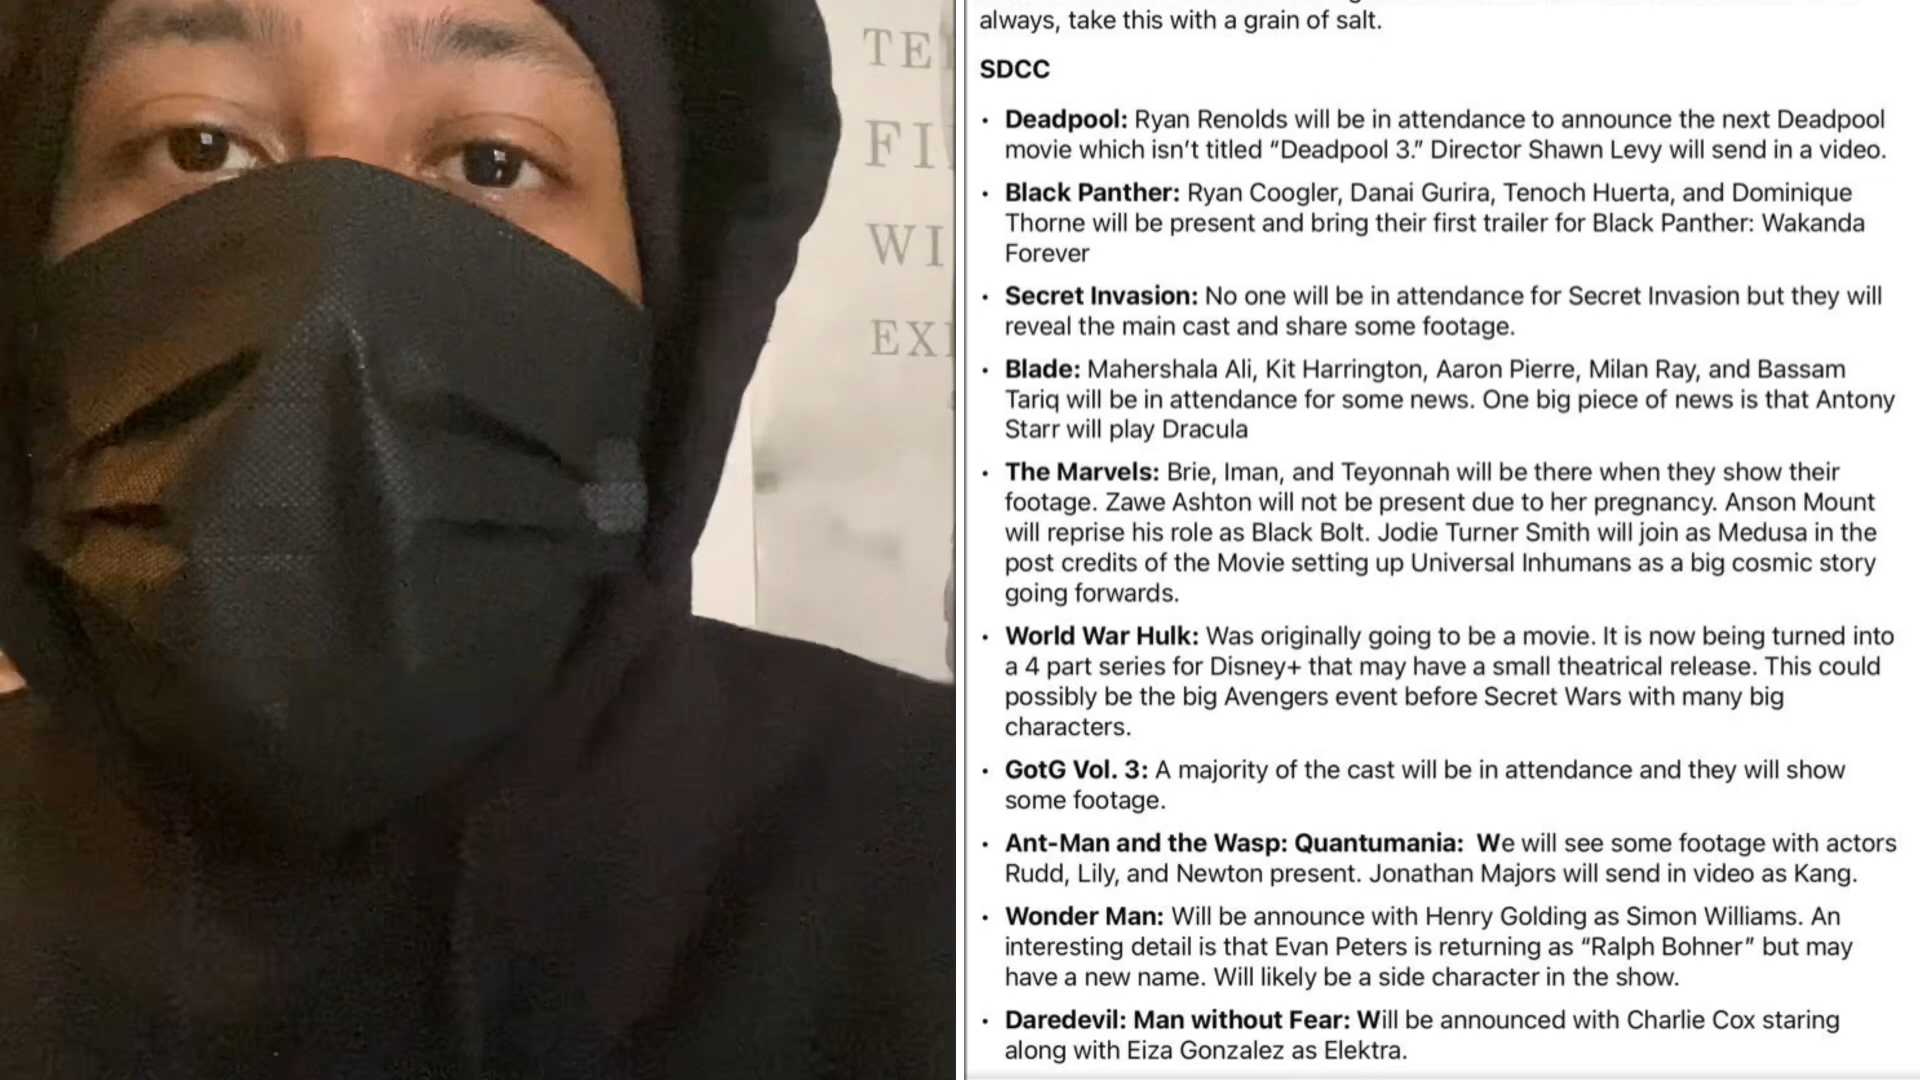 TE
FI
WI
EX
always, take this with a grain of salt.
SDCC
• Deadpool: Ryan Renolds will be in attendance to announce the next Deadpool
movie which isn't titled “Deadpool 3.” Director Shawn Levy will send in a video.
• Black Panther: Ryan Coogler, Danai Gurira, Tenoch Huerta, and Dominique
Thorne will be present and bring their first trailer for Black Panther: Wakanda
Forever
• Secret Invasion: No one will be in attendance for Secret Invasion but they will
reveal the main cast and share some footage.
• Blade: Mahershala Ali, Kit Harrington, Aaron Pierre, Milan Ray, and Bassam
Tariq will be in attendance for some news. One big piece of news is that Antony
Starr will play Dracula
• The Marvels: Brie, Iman, and Teyonnah will be there when they show their
footage. Zawe Ashton will not be present due to her pregnancy. Anson Mount
will reprise his role as Black Bolt. Jodie Turner Smith will join as Medusa in the
post credits of the Movie setting up Universal Inhumans as a big cosmic story
going forwards.
• World War Hulk: Was originally going to be a movie. It is now being turned into
a 4 part series for Disney+ that may have a small theatrical release. This could
possibly be the big Avengers event before Secret Wars with many big
characters.
• GotG Vol. 3: A majority of the cast will be in attendance and they will show
some footage.
• Ant-Man and the Wasp: Quantumania: We will see some footage with actors
Rudd, Lily, and Newton present. Jonathan Majors will send in video as Kang.
• Wonder Man: Will be announce with Henry Golding as Simon Williams. An
interesting detail is that Evan Peters is returning as “Ralph Bohner” but may
have a new name. Will likely be a side character in the show.
• Daredevil: Man without Fear: Will be announced with Charlie Cox staring
along with Eiza Gonzalez as Elektra.